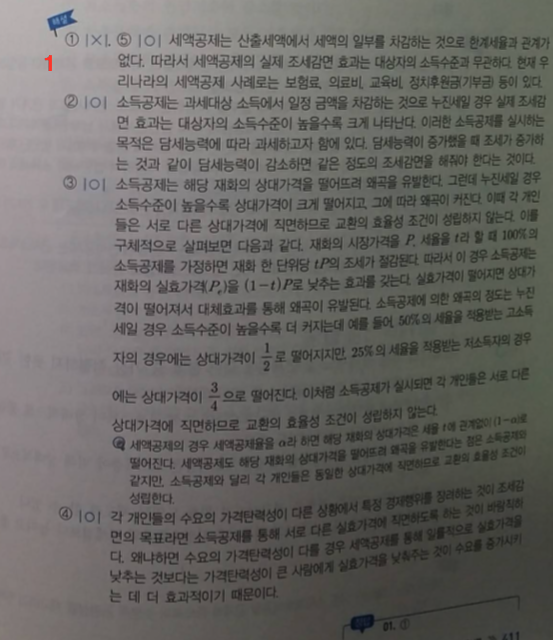 해설
1
① |×|. ⑤ |○| 세액공제는 산출세액에서 세액의 일부를 차감하는 것으로 한계세율과 관계가
없다. 따라서 세액공제의 실제 조세감면 효과는 대상자의 소득수준과 무관하다. 현재 우
리나라의 세액공제 사례로는 보험료, 의료비, 교육비, 정치후원금(기부금) 등이 있다.
② |○| 소득공제는 과세대상 소득에서 일정 금액을 차감하는 것으로 누진세일 경우 실제 조세감
면 효과는 대상자의 소득수준이 높을수록 크게 나타난다. 이러한 소득공제를 실시하는
목적은 담세능력에 따라 과세하고자 함에 있다. 담세능력이 증가했을 때 조세가 증가하
는 것과 같이 담세능력이 감소하면 같은 정도의 조세감면을 해줘야 한다는 것이다.
③ |○| 소득공제는 해당 재화의 상대가격을 떨어뜨려 왜곡을 유발한다. 그런데 누진세일 경우
소득수준이 높을수록 상대가격이 크게 떨어지고, 그에 따라 왜곡이 커진다. 이때 각 개인
들은 서로 다른 상대가격에 직면하므로 교환의 효율성 조건이 성립하지 않는다. 이를
구체적으로 살펴보면 다음과 같다. 재화의 시장가격을 P, 세율을 t라 할 때 100%의
소득공제를 가정하면 재화 한 단위당 tP의 조세가 절감된다. 따라서 이 경우 소득공제는
재화의 실효가격(Pₑ)을 (1−t)P로 낮추는 효과를 갖는다. 실효가격이 떨어지면 상대가
격이 떨어져서 대체효과를 통해 왜곡이 유발된다. 소득공제에 의한 왜곡의 정도는 누진
세일 경우 소득수준이 높을수록 더 커지는데 예를 들어, 50%의 세율을 적용받는 고소득
자의 경우에는 상대가격이 1/2로 떨어지지만, 25%의 세율을 적용받는 저소득자의 경우
에는 상대가격이 3/4으로 떨어진다. 이처럼 소득공제가 실시되면 각 개인들은 서로 다른
상대가격에 직면하므로 교환의 효율성 조건이 성립하지 않는다.
세액공제의 경우 세액공제율을 α라 하면 해당 재화의 상대가격은 세율 t에 관계없이 (1−α)로
떨어진다. 세액공제도 해당 재화의 상대가격을 떨어뜨려 왜곡을 유발한다는 점은 소득공제와
같지만, 소득공제와 달리 각 개인들은 동일한 상대가격에 직면하므로 교환의 효율성 조건이
성립한다.
④ |○| 각 개인들의 수요의 가격탄력성이 다른 상황에서 특정 경제행위를 장려하는 것이 조세감
면의 목표라면 소득공제를 통해 서로 다른 실효가격에 직면하도록 하는 것이 바람직하
다. 왜냐하면 수요의 가격탄력성이 다를 경우 세액공제를 통해 일률적으로 실효가격을
낮추는 것보다는 가격탄력성이 큰 사람에게 실효가격을 낮춰주는 것이 수요를 증가시키
는 데 더 효과적이기 때문이다.
01. ①